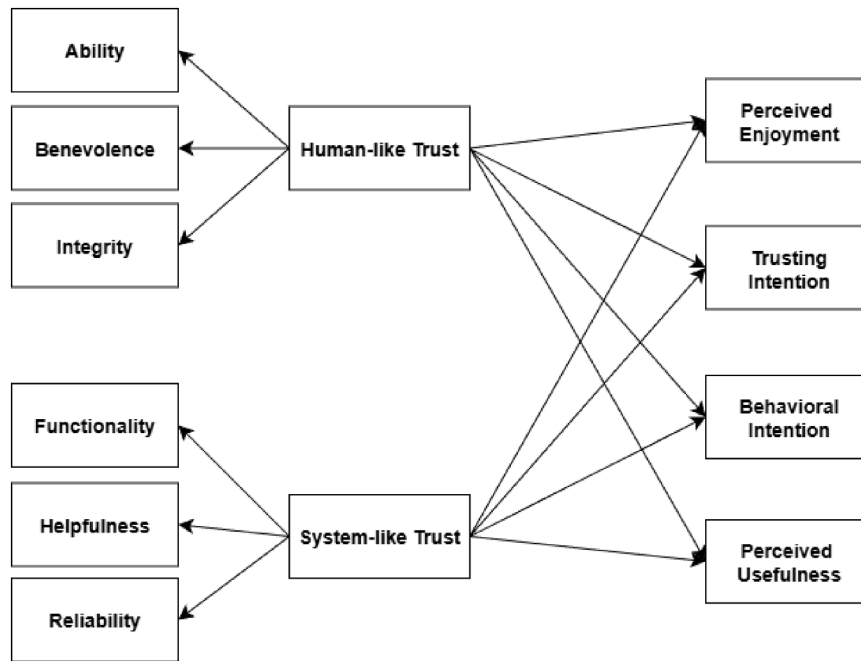 Ability
Benevolence
Integrity
Human-like Trust
Perceived
Enjoyment
Trusting
Intention
Functionality
Helpfulness
Reliability
System-like Trust
Behavioral
Intention
Perceived
Usefulness